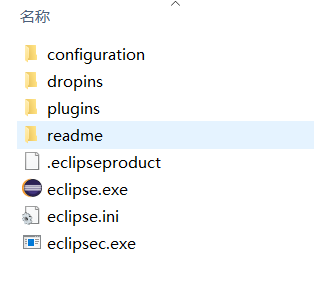 名称
configuration
dropins
plugins
readme
.eclipseproduct
eclipse.exe
eclipse.ini
eclipsec.exe